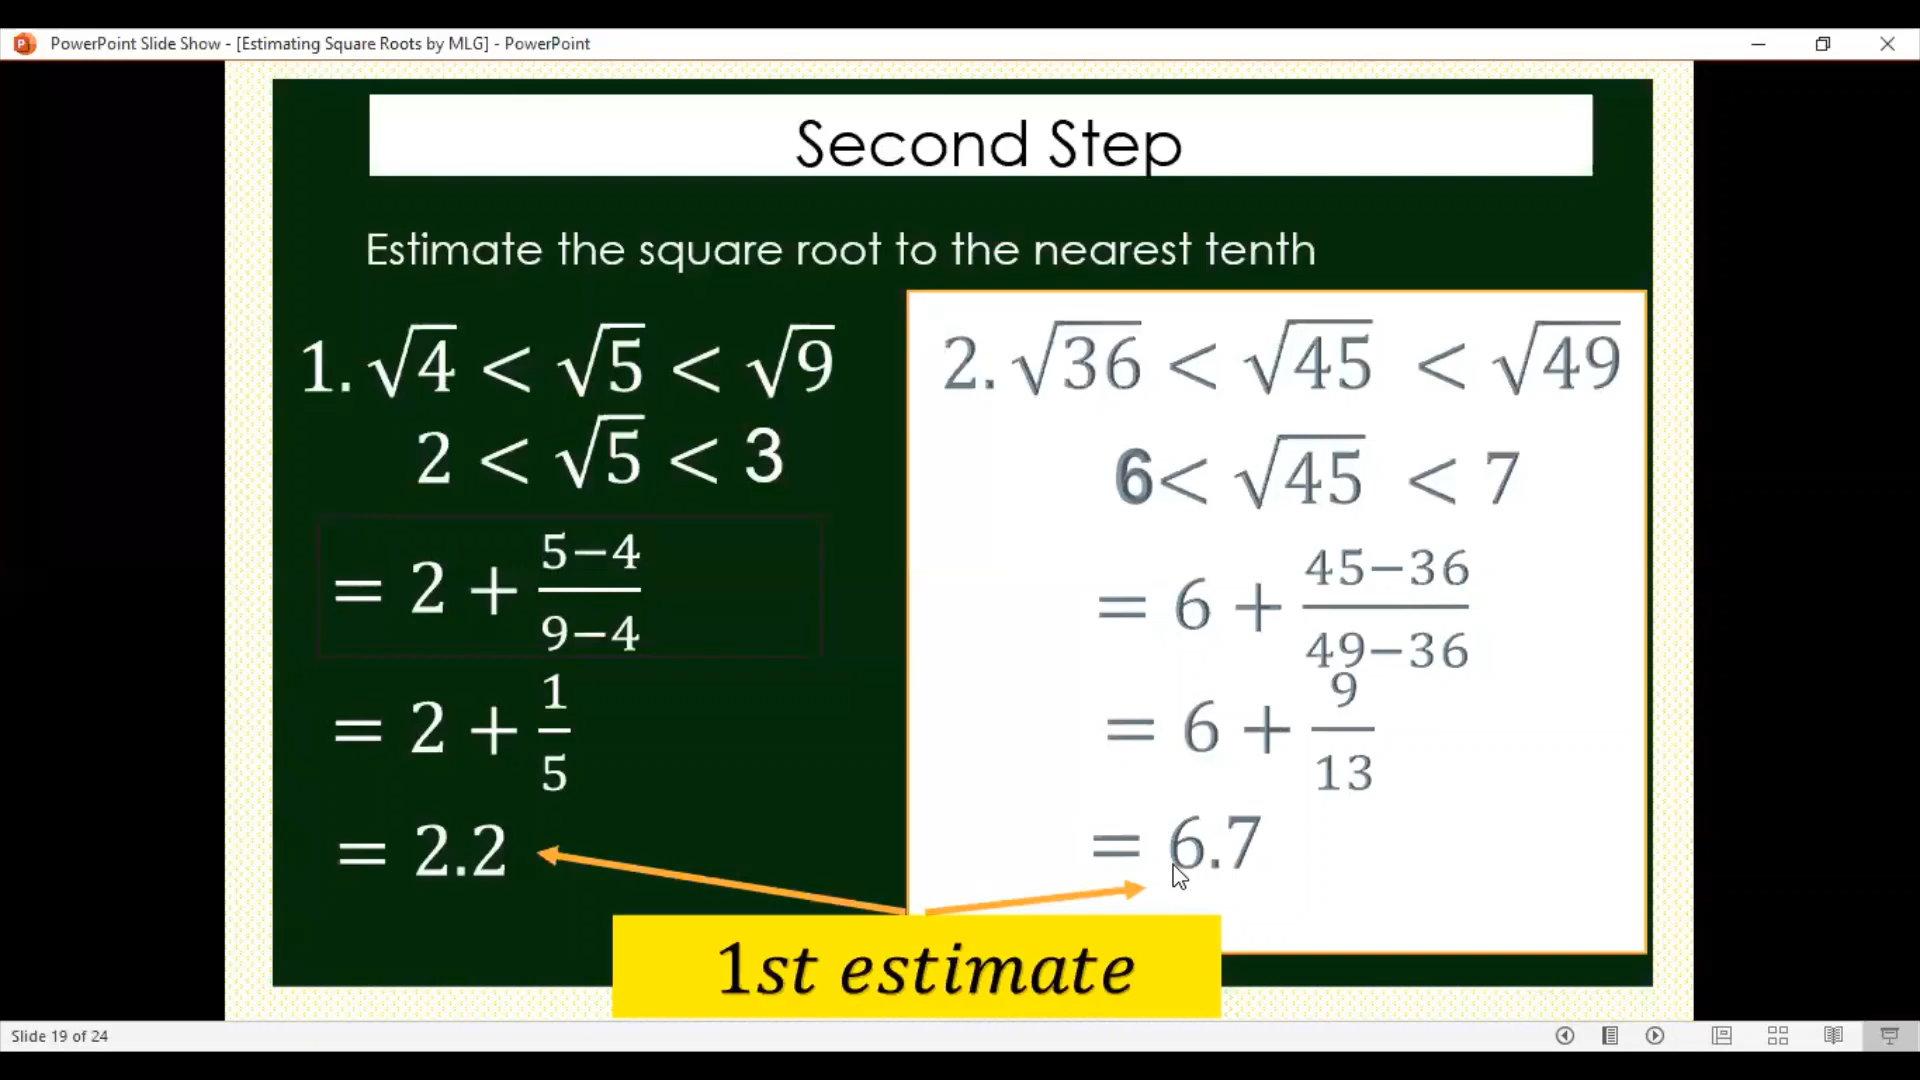 PowerPoint Slide Show - [Estimating Square Roots by MLG] - PowerPoint
Second Step
Estimate the square root to the nearest tenth
1. √4 < √5 < √9
2 < √5 < 3
= 2 + (5−4)/(9−4)
= 2 + 1/5
= 2.2
2. √36 < √45 < √49
6 < √45 < 7
= 6 + (45−36)/(49−36)
= 6 + 9/13
= 6.7
1st estimate
Slide 19 of 24